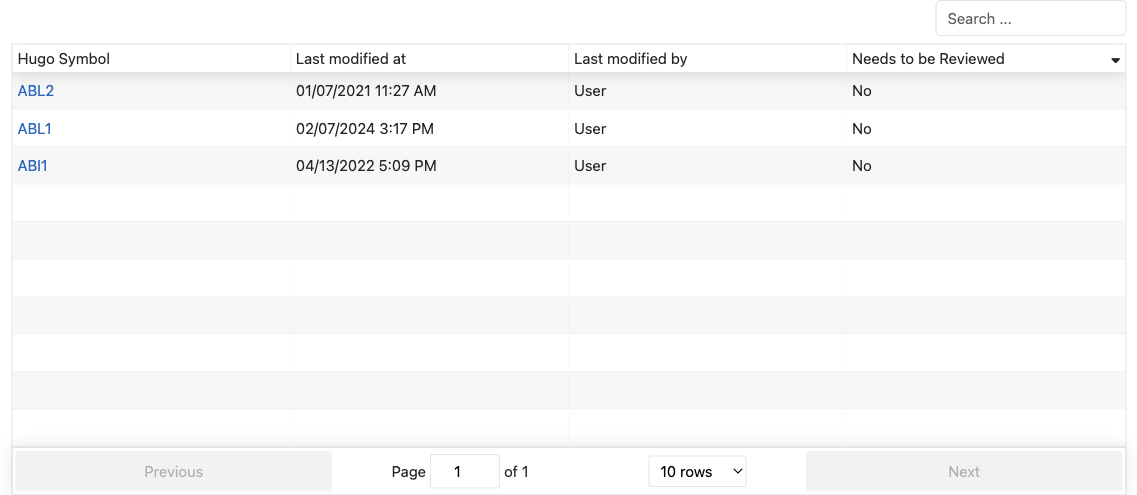 Search ...
Hugo Symbol Last modified at Last modified by Needs to be Reviewed
ABL2 01/07/2021 11:27 AM User No
ABL1 02/07/2024 3:17 PM User No
ABI1 04/13/2022 5:09 PM User No
Previous Page 1 of 1 10 rows Next